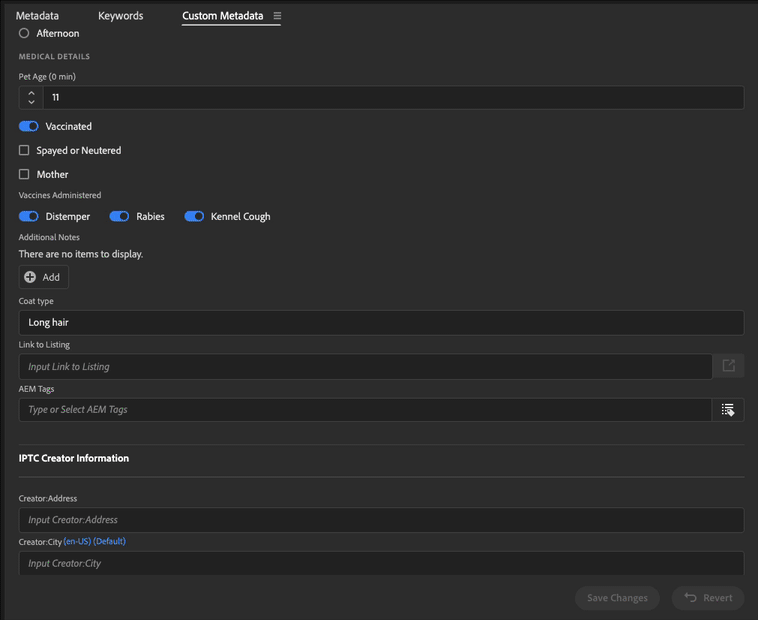 Metadata Keywords Custom Metadata
Afternoon
MEDICAL DETAILS
Pet Age (0 min)
11
Vaccinated
Spayed or Neutered
Mother
Vaccines Administered
Distemper Rabies Kennel Cough
Additional Notes
There are no items to display.
Add
Coat type
Long hair
Link to Listing
Input Link to Listing
AEM Tags
Type or Select AEM Tags
IPTC Creator Information
Creator:Address
Input Creator:Address
Creator:City (en-US) (Default)
Input Creator:City
Save Changes Revert